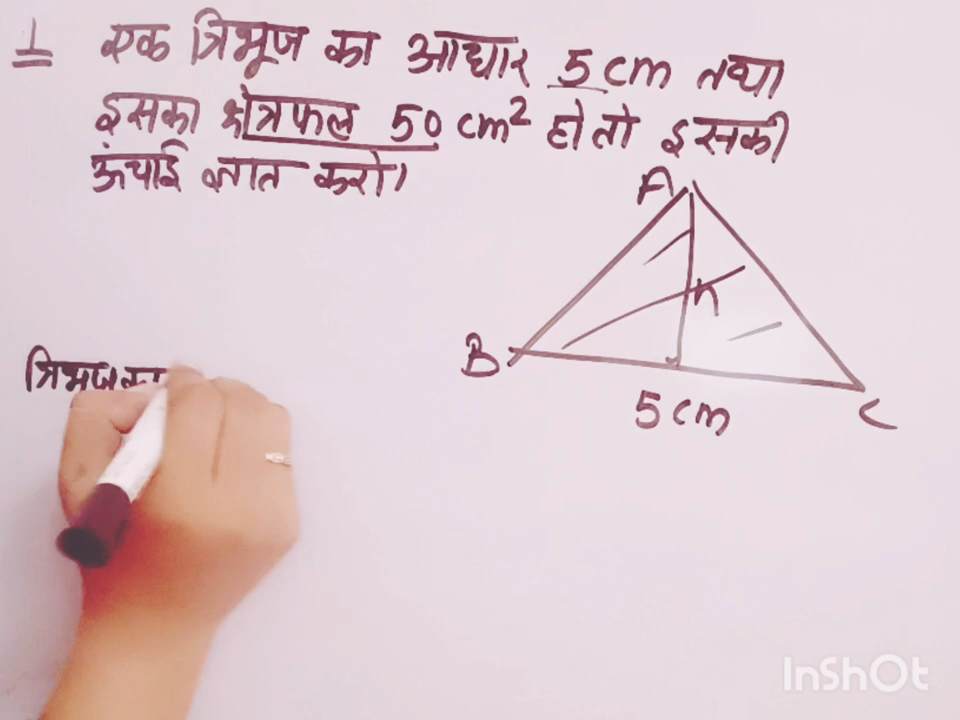 1 एक त्रिभूज का आधार 5 cm तथा
इसका क्षेत्रफल 50 cm² हो तो इसकी
ऊंचाई ज्ञात करो।
A
h
B
5 cm
C
त्रिभुज का
InShOt